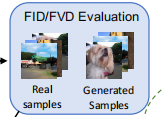 FID/FVD Evaluation
Real Generated
samples Samples